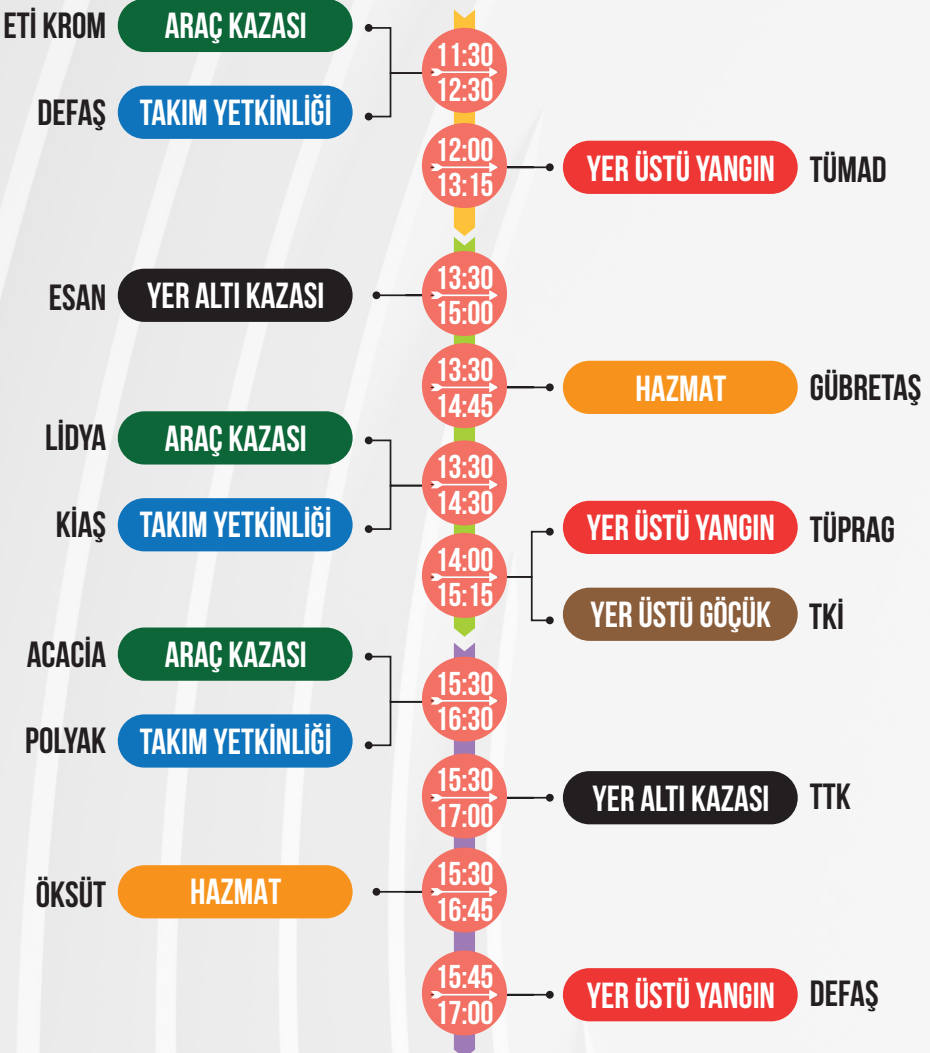 ETİ KROM ARAÇ KAZASI
11:30
12:30
DEFAŞ TAKIM YETKİNLİĞİ
12:00
13:15
YER ÜSTÜ YANGIN TÜMAD
ESAN YER ALTI KAZASI
13:30
15:00
13:30
14:45
HAZMAT GÜBRETAŞ
LİDYA ARAÇ KAZASI
13:30
14:30
KİAŞ TAKIM YETKİNLİĞİ
14:00
15:15
YER ÜSTÜ YANGIN TÜPRAG
YER ÜSTÜ GÖÇÜK TKİ
ACACİA ARAÇ KAZASI
15:30
16:30
POLYAK TAKIM YETKİNLİĞİ
15:30
17:00
YER ALTI KAZASI TTK
ÖKSÜT HAZMAT
15:30
16:45
15:45
17:00
YER ÜSTÜ YANGIN DEFAŞ